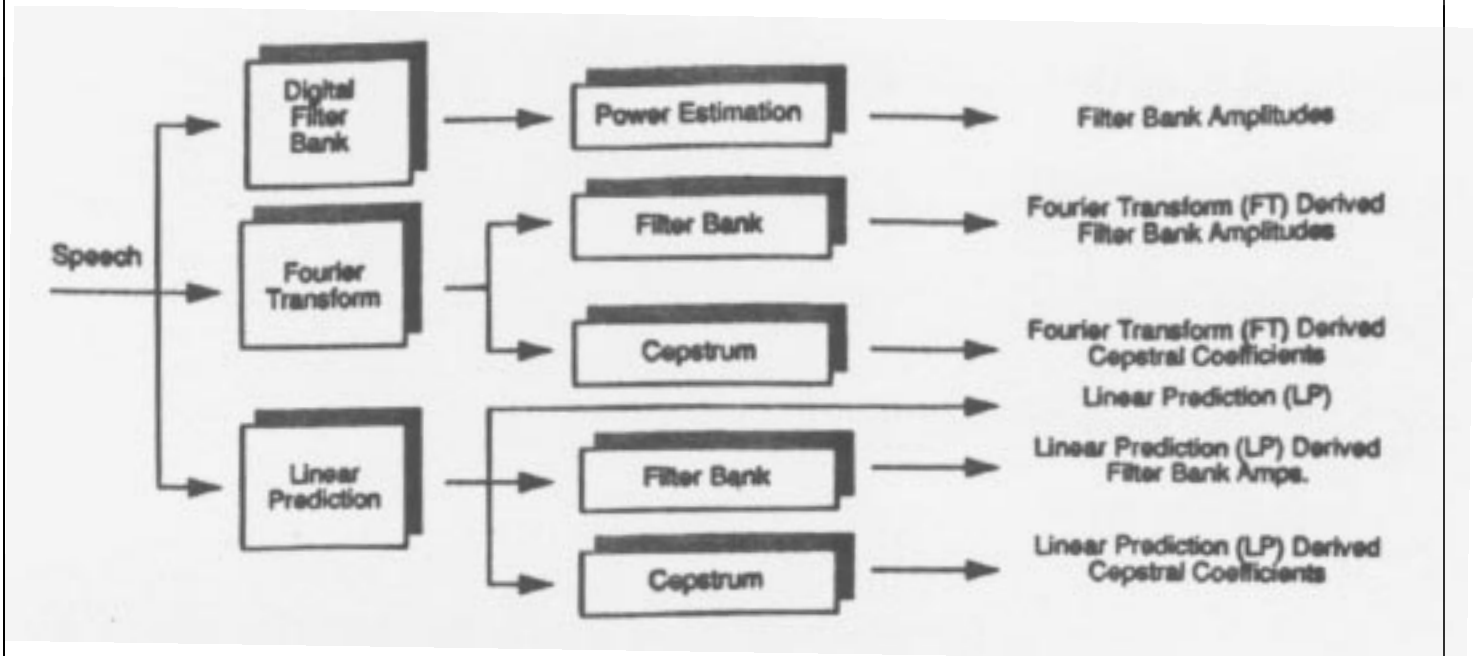 Digital
Filter
Bank
Power Estimation
Filter Bank Amplitudes
Speech
Fourier
Transform
Filter Bank
Fourier Transform (FT) Derived
Filter Bank Amplitudes
Cepstrum
Fourier Transform (FT) Derived
Cepstral Coefficients
Linear
Prediction
Linear Prediction (LP)
Filter Bank
Linear Prediction (LP) Derived
Filter Bank Amps.
Cepstrum
Linear Prediction (LP) Derived
Cepstral Coefficients